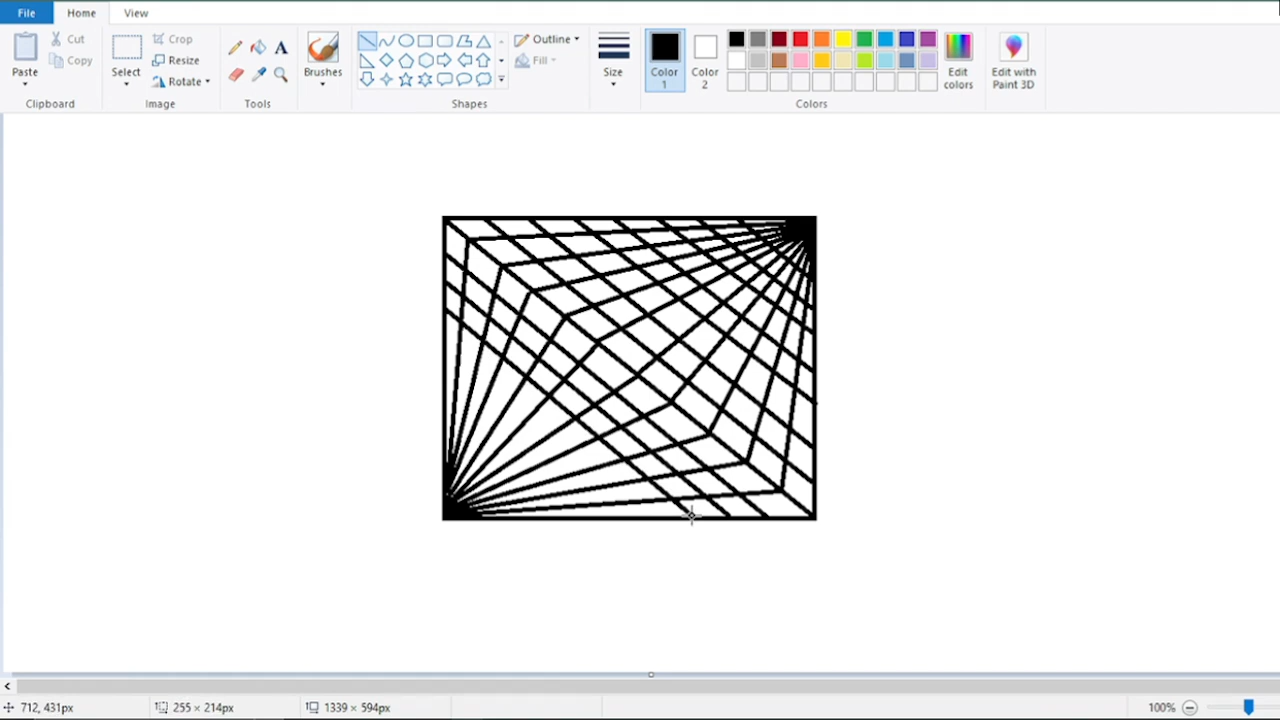 File Home View
Paste Cut Copy Clipboard
Select Crop Resize Rotate Image
Tools
Brushes
Outline Fill Shapes
Size
Color 1 Color 2 Edit colors Colors
Edit with Paint 3D
712, 431px 255 × 214px 1339 × 594px 100%